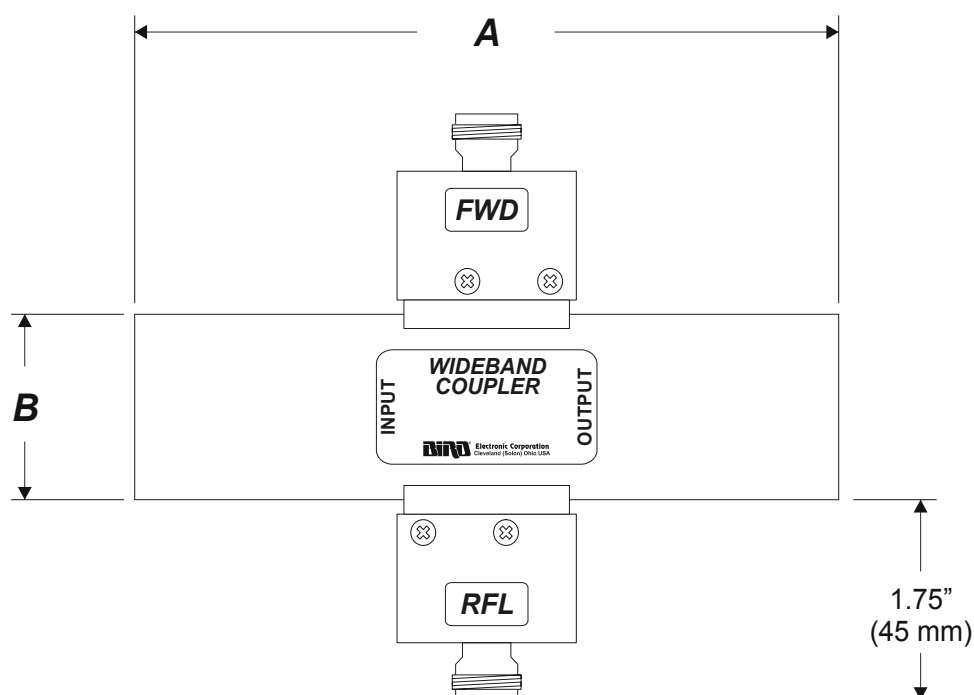 A
FWD
B
WIDEBAND
COUPLER
INPUT
OUTPUT
BIRD Electronic Corporation
Cleveland (Solon) Ohio USA
RFL
1.75”
(45 mm)